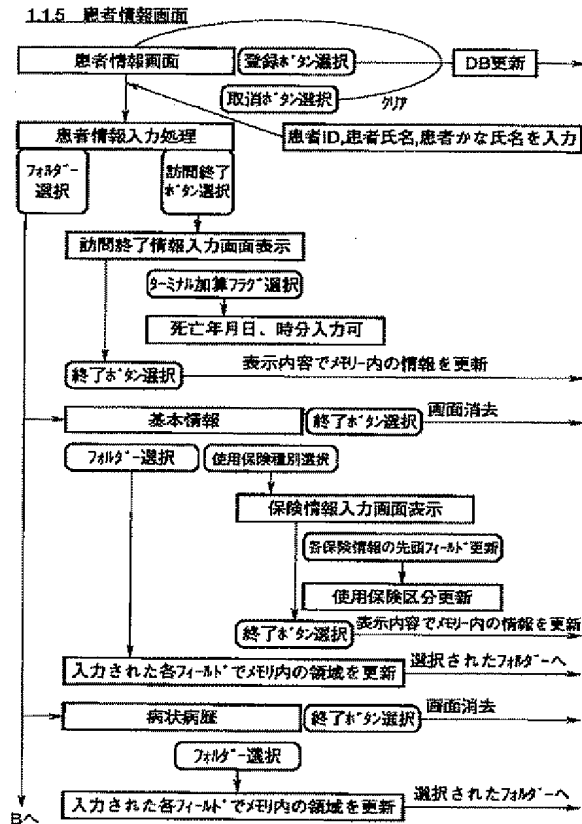 1.1.5 患者情報画面
患者情報画面
登録ボタン選択
DB更新
取消ボタン選択
クリア
患者情報入力処理
患者ID,患者氏名,患者かな氏名を入力
フォルダー
選択
訪問終了
ボタン選択
訪問終了情報入力画面表示
ターミナル加算フラグ選択
死亡年月日、時分入力可
終了ボタン選択
表示内容でメモリー内の情報を更新
基本情報
終了ボタン選択
画面消去
フォルダー選択
使用保険種別選択
保険情報入力画面表示
各保険情報の先頭フィールド更新
使用保険区分更新
終了ボタン選択
表示内容でメモリー内の情報を更新
入力された各フィールドでメモリ内の領域を更新
選択されたフォルダーへ
病状病歴
終了ボタン選択
画面消去
フォルダー選択
入力された各フィールドでメモリ内の領域を更新
選択されたフォルダーへ
Bへ